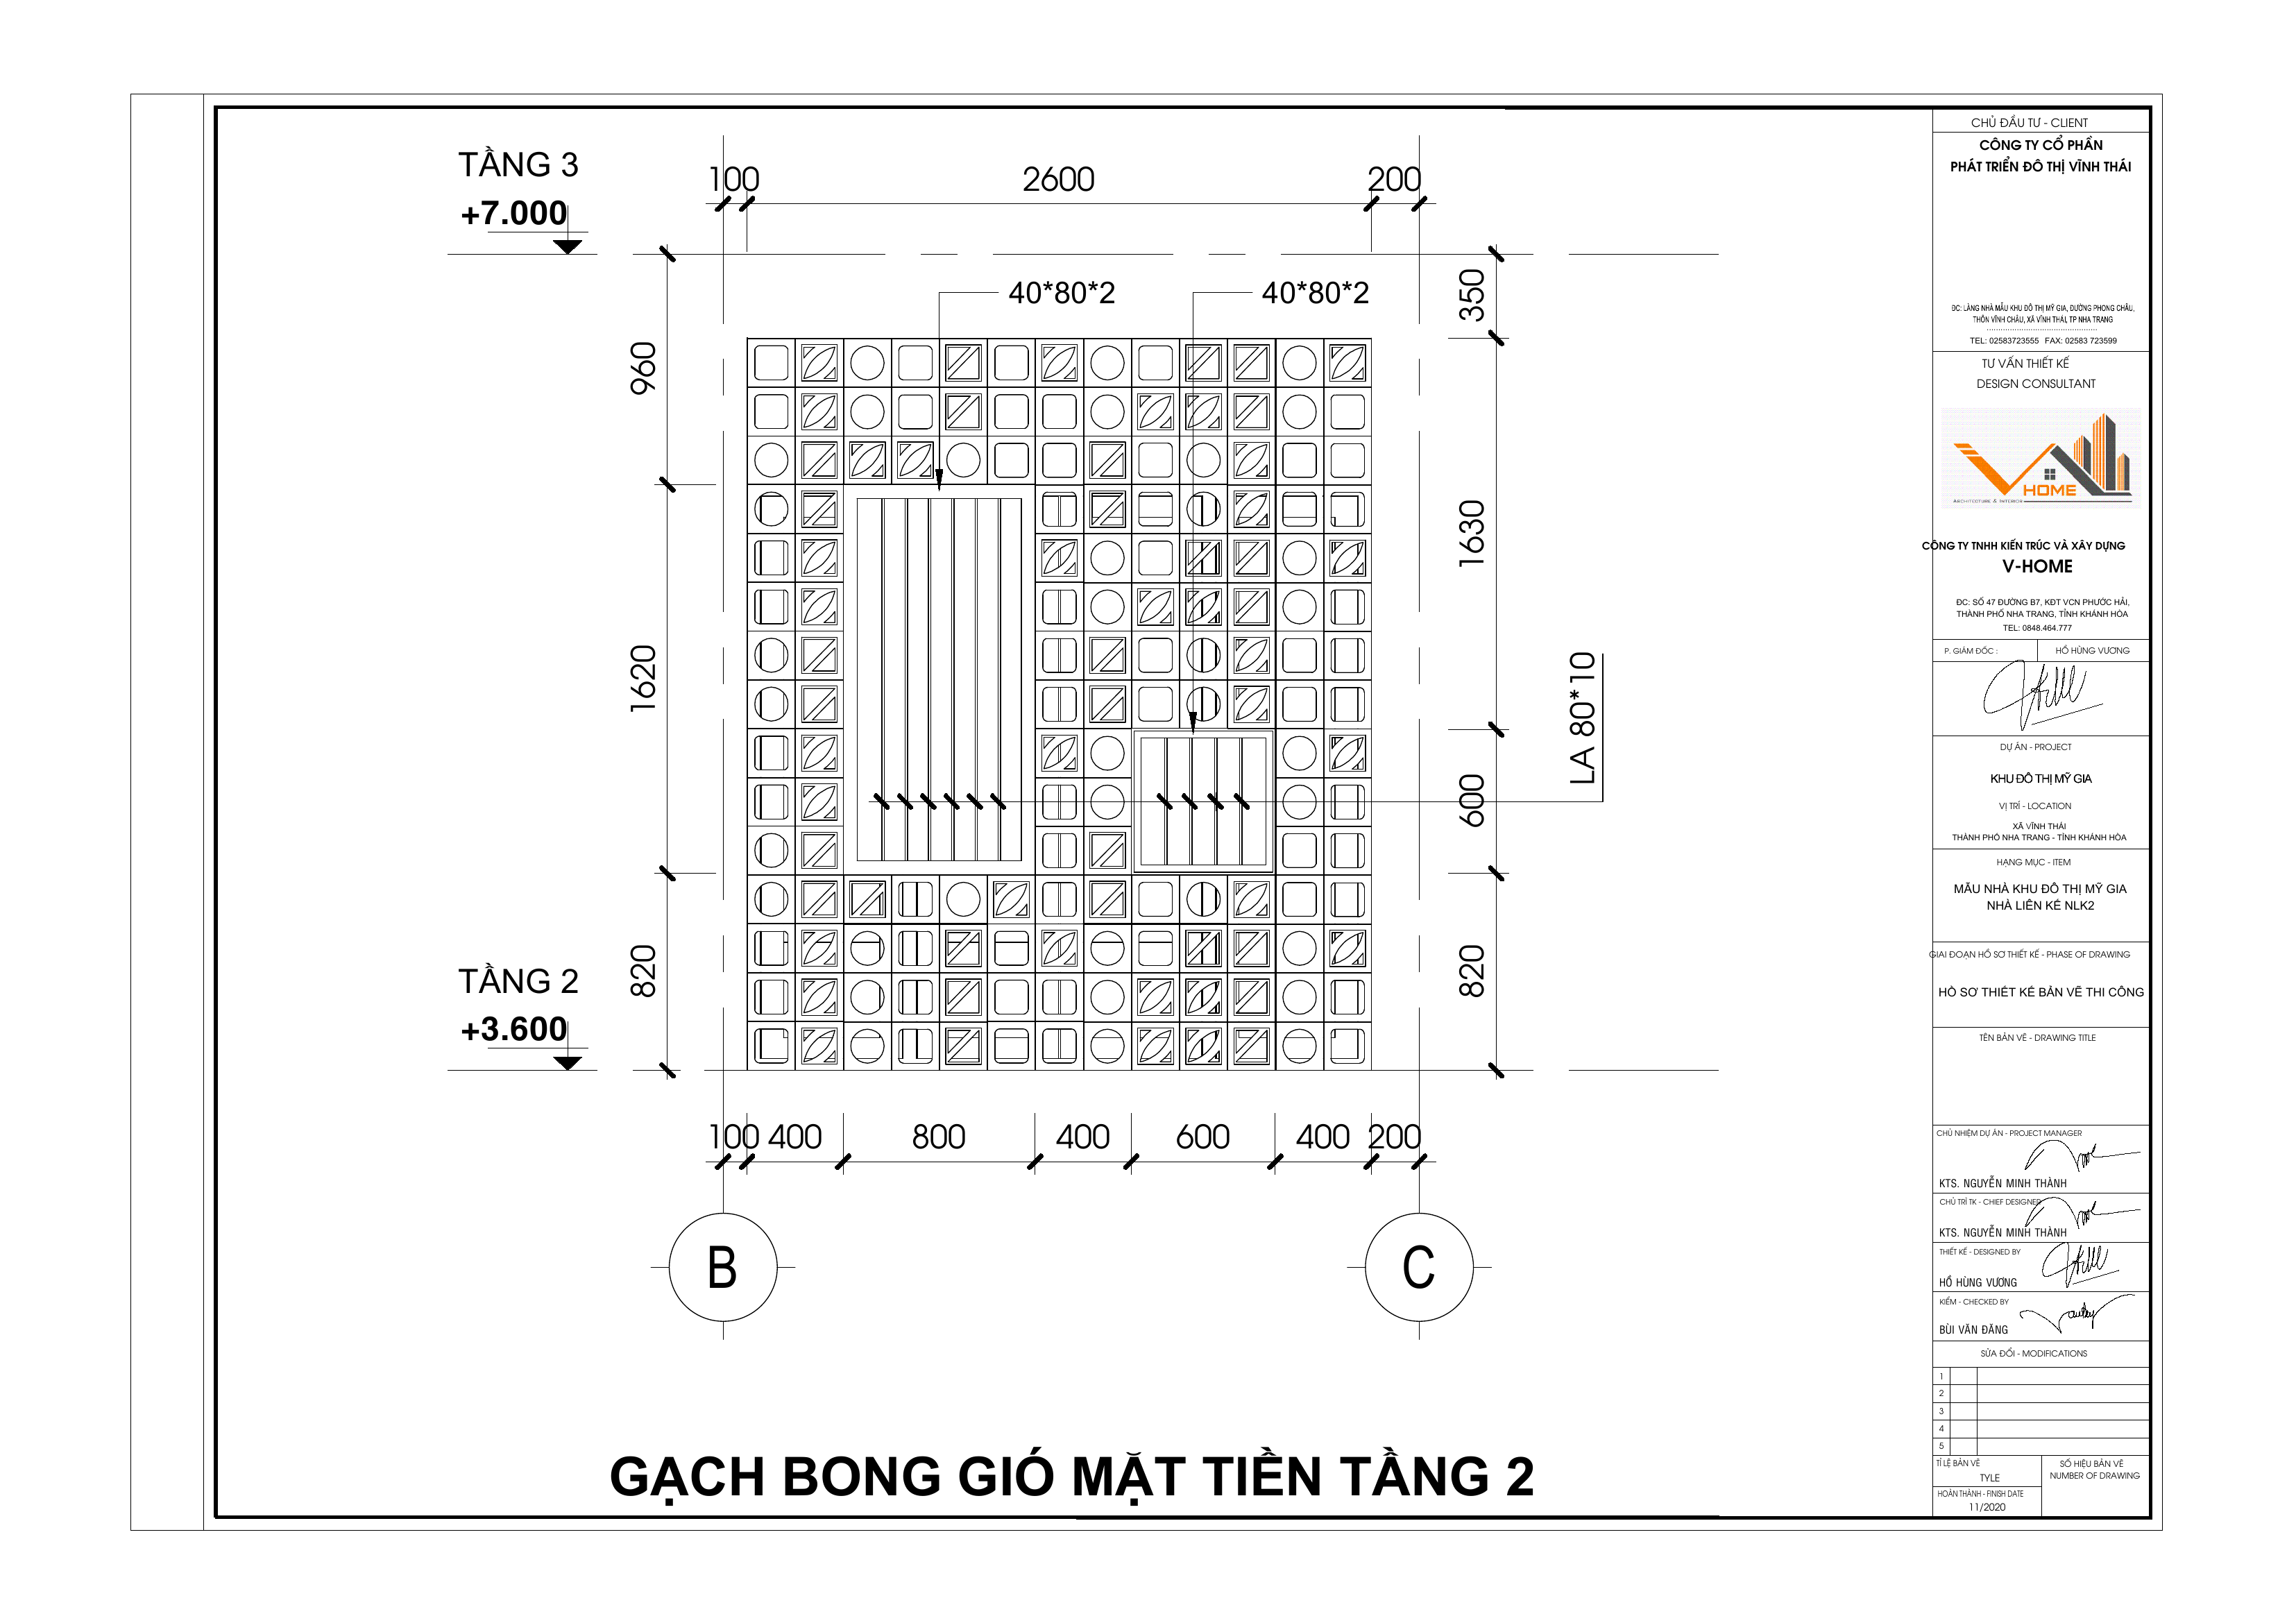 TẦNG 3
+7.000
100
2600
200
40*80*2
40*80*2
350
960
1630
1620
LA 80*10
600
820
820
TẦNG 2
+3.600
100
400
800
400
600
400
200
B
C
GẠCH BONG GIÓ MẶT TIỀN TẦNG 2
CHỦ ĐẦU TƯ - CLIENT
CÔNG TY CỔ PHẦN
PHÁT TRIỂN ĐÔ THỊ VĨNH THÁI
ĐC: LÀNG NHÀ MẪU KHU ĐÔ THỊ MỸ GIA, ĐƯỜNG PHONG CHÂU,
THÔN VĨNH CHÂU, XÃ VĨNH THÁI, TP NHA TRANG
TEL: 02583723555 FAX: 02583 723599
TƯ VẤN THIẾT KẾ
DESIGN CONSULTANT
HOME
ARCHITECTURE & INTERIOR
CÔNG TY TNHH KIẾN TRÚC VÀ XÂY DỰNG
V-HOME
ĐC: SỐ 47 ĐƯỜNG B7, KĐT VCN PHƯỚC HẢI,
THÀNH PHỐ NHA TRANG, TỈNH KHÁNH HÒA
TEL: 0848.464.777
P. GIÁM ĐỐC :
HỒ HÙNG VƯƠNG
DỰ ÁN - PROJECT
KHU ĐÔ THỊ MỸ GIA
VỊ TRÍ - LOCATION
XÃ VĨNH THÁI
THÀNH PHỐ NHA TRANG - TỈNH KHÁNH HÒA
HẠNG MỤC - ITEM
MẪU NHÀ KHU ĐÔ THỊ MỸ GIA
NHÀ LIÊN KẾ NLK2
GIAI ĐOẠN HỒ SƠ THIẾT KẾ - PHASE OF DRAWING
HỒ SƠ THIẾT KẾ BẢN VẼ THI CÔNG
TÊN BẢN VẼ - DRAWING TITLE
CHỦ NHIỆM DỰ ÁN - PROJECT MANAGER
KTS. NGUYỄN MINH THÀNH
CHỦ TRÌ TK - CHIEF DESIGNER
KTS. NGUYỄN MINH THÀNH
THIẾT KẾ - DESIGNED BY
HỒ HÙNG VƯƠNG
KIỂM - CHECKED BY
BÙI VĂN ĐĂNG
SỬA ĐỔI - MODIFICATIONS
1
2
3
4
5
TỈ LỆ BẢN VẼ
TYLE
HOÀN THÀNH - FINISH DATE
11/2020
SỐ HIỆU BẢN VẼ
NUMBER OF DRAWING